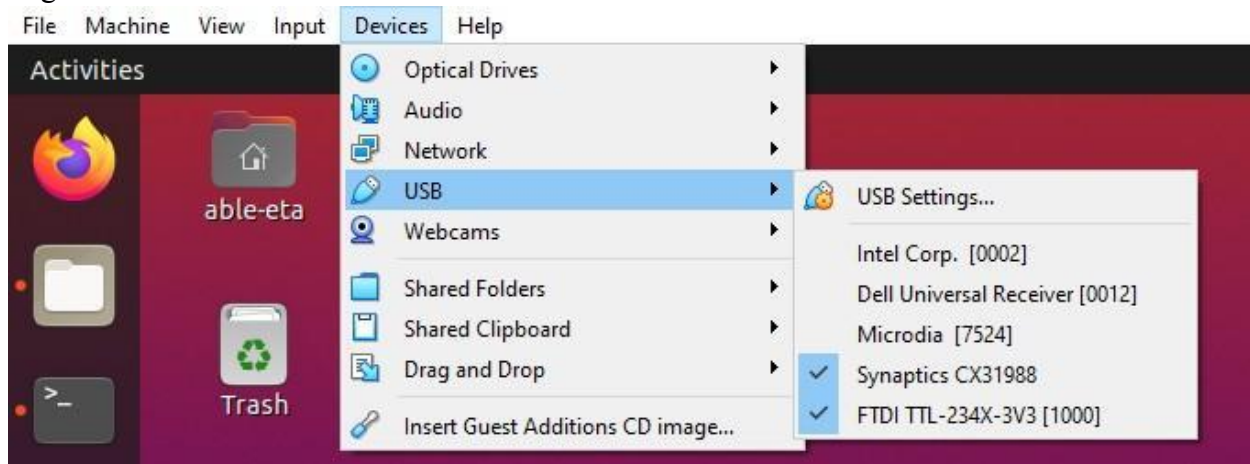 File Machine View Input Devices Help
Activities
Optical Drives
Audio
Network
USB
Webcams
Shared Folders
Shared Clipboard
Drag and Drop
Insert Guest Additions CD image...
USB Settings...
Intel Corp. [0002]
Dell Universal Receiver [0012]
Microdia [7524]
Synaptics CX31988
FTDI TTL-234X-3V3 [1000]
able-eta
Trash
>_